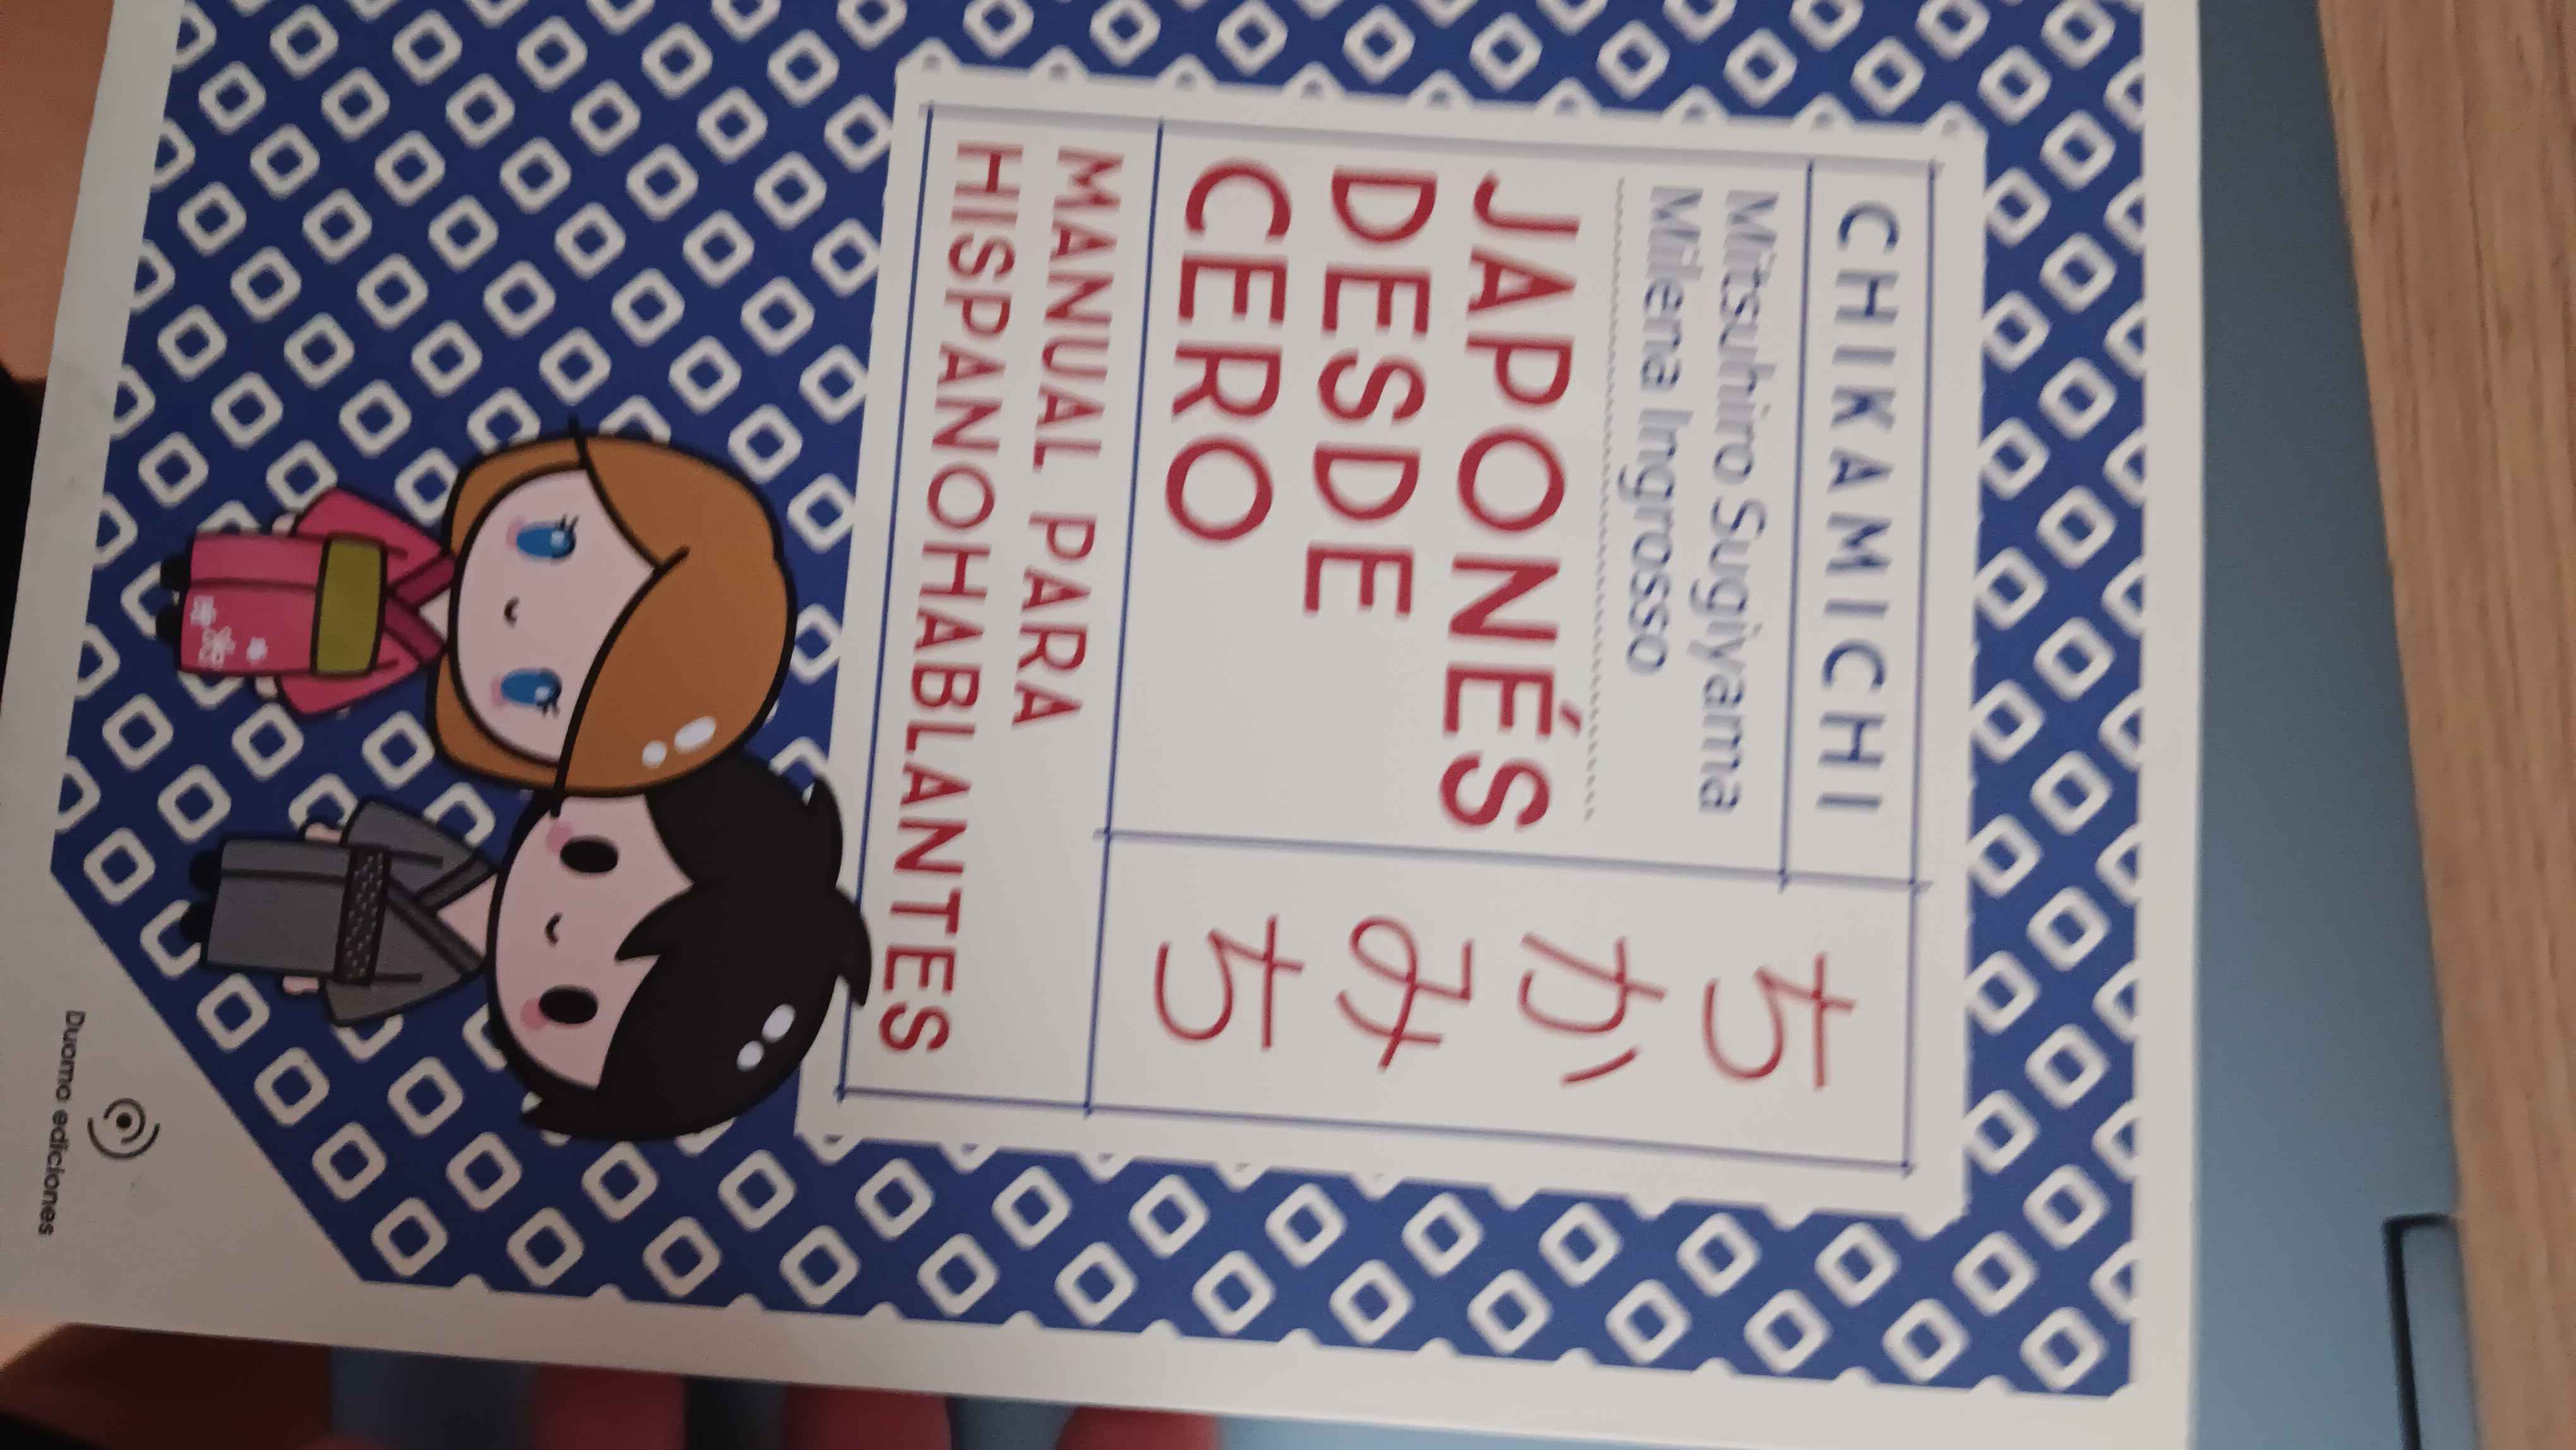 CHIKAMICHI
Mitsuhiro Sugiyama
Milena Ingrosso
JAPONÉS
DESDE
CERO
ち
か
み
ち
MANUAL PARA
HISPANOHABLANTES
Duomo ediciones